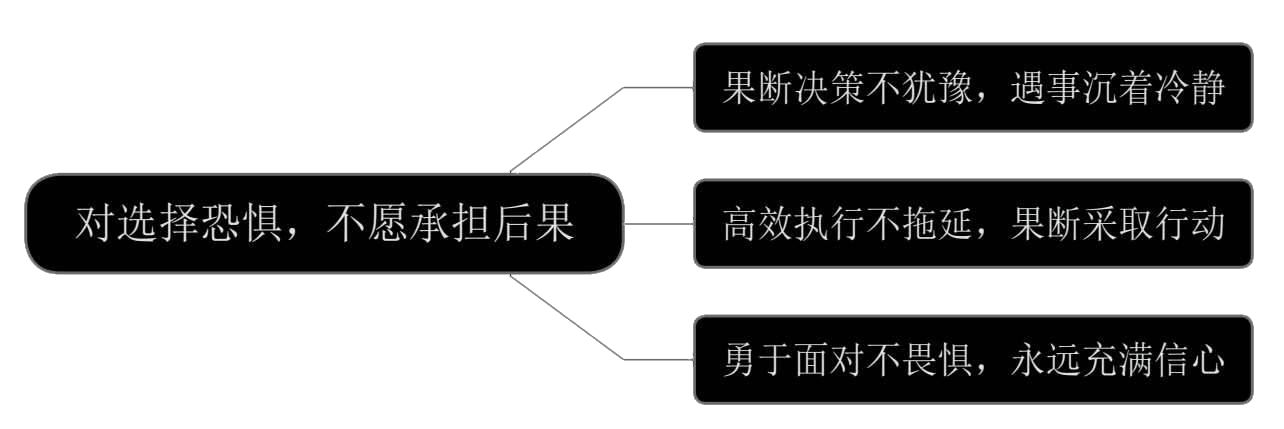 对选择恐惧，不愿承担后果
果断决策不犹豫，遇事沉着冷静
高效执行不拖延，果断采取行动
勇于面对不畏惧，永远充满信心